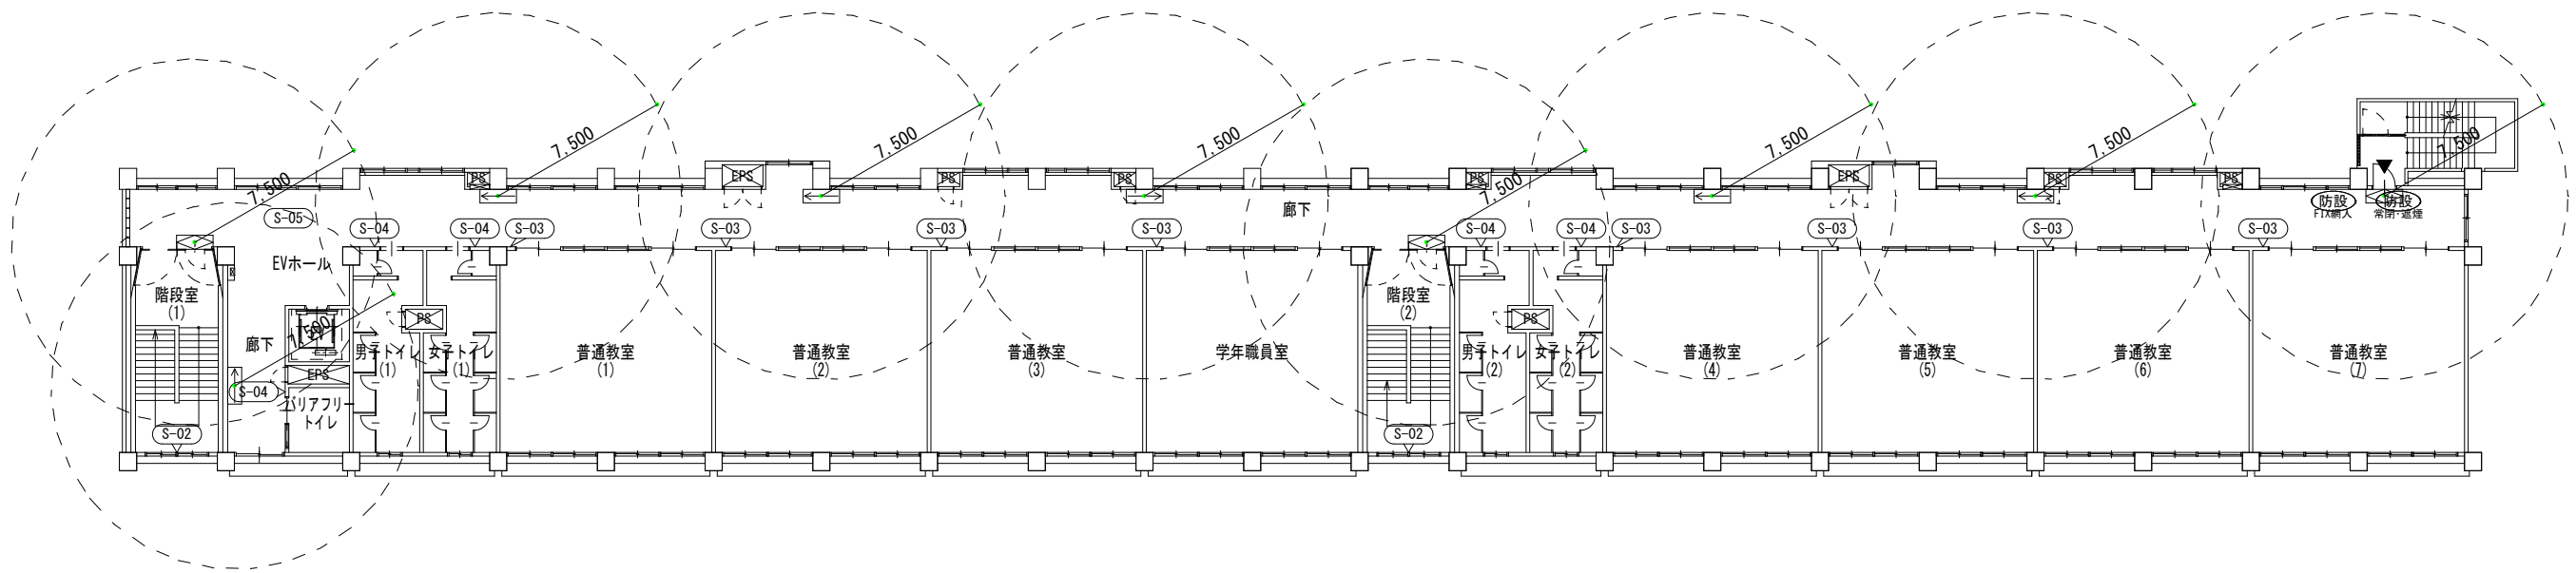 7,500
7,500
7,500
7,500
7,500
7,500
7,500
7,500
7,500
PS
EPS
PS
PS
PS
EPS
PS
PS
防設
FIX網入
防設
常閉・遮煙
S-05
廊下
S-04
S-04
S-03
S-03
S-03
S-03
S-04
S-04
S-03
S-03
S-03
S-03
EVホール
階段室
(1)
階段室
(2)
PS
PS
廊下
男子トイレ
(1)
女子トイレ
(1)
普通教室
(1)
普通教室
(2)
普通教室
(3)
学年職員室
男子トイレ
(2)
女子トイレ
(2)
普通教室
(4)
普通教室
(5)
普通教室
(6)
普通教室
(7)
EPS
S-04
バリアフリー
トイレ
S-02
S-02